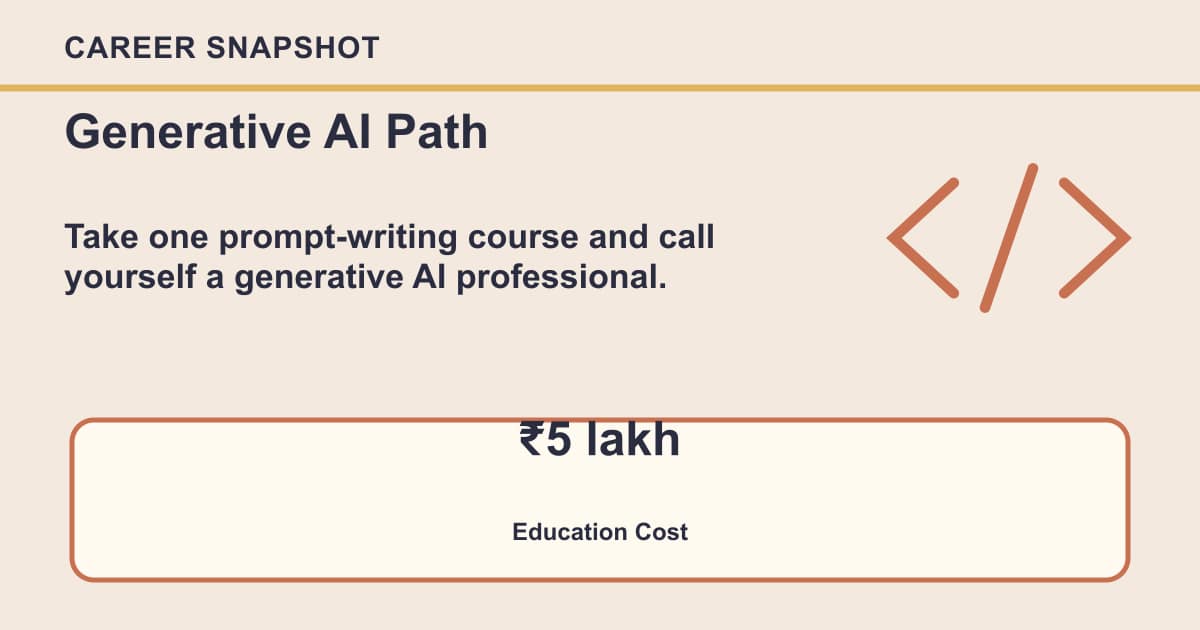 CAREER SNAPSHOT
Generative AI Path
Take one prompt-writing course and call
yourself a generative AI professional.
₹5 lakh
Education Cost